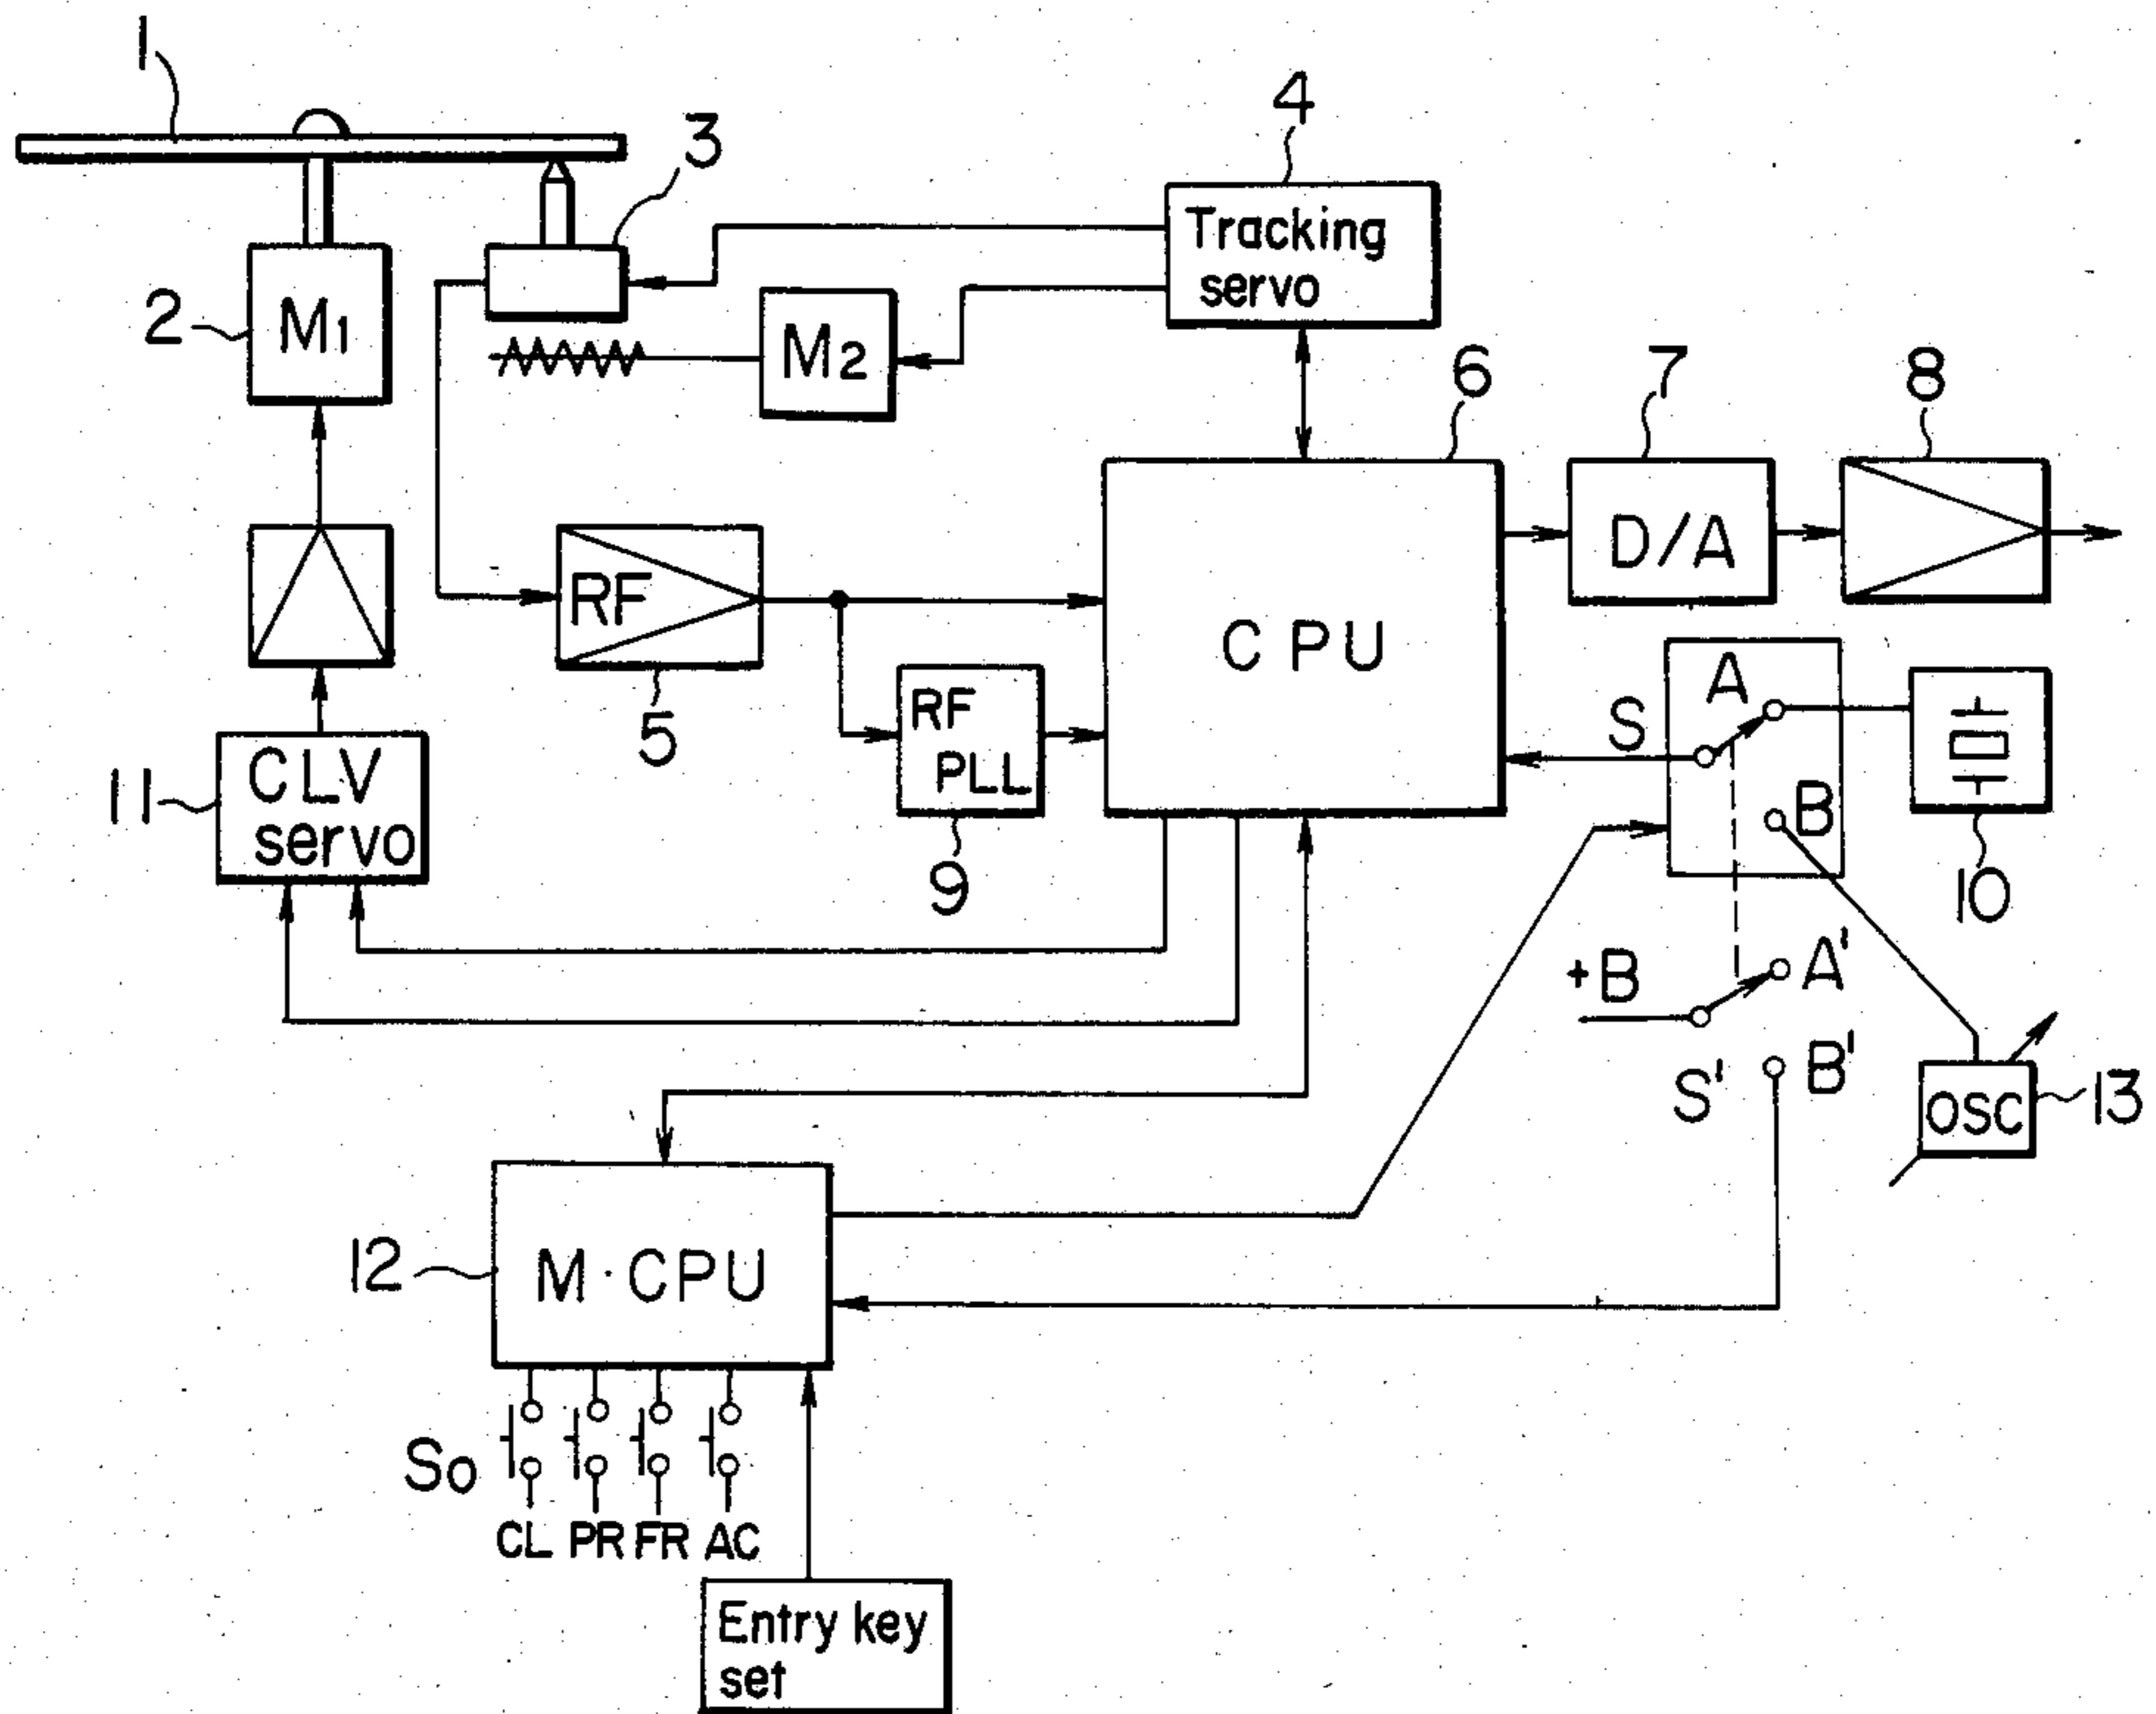 1
4
3
Tracking
servo
2
M1
M2
6
7
8
D/A
RF
CPU
5
RF
PLL
A
S
B
11
CLV
servo
9
10
+B
A'
S'
B'
OSC
13
12
M·CPU
So
CL PR FR AC
Entry key
set